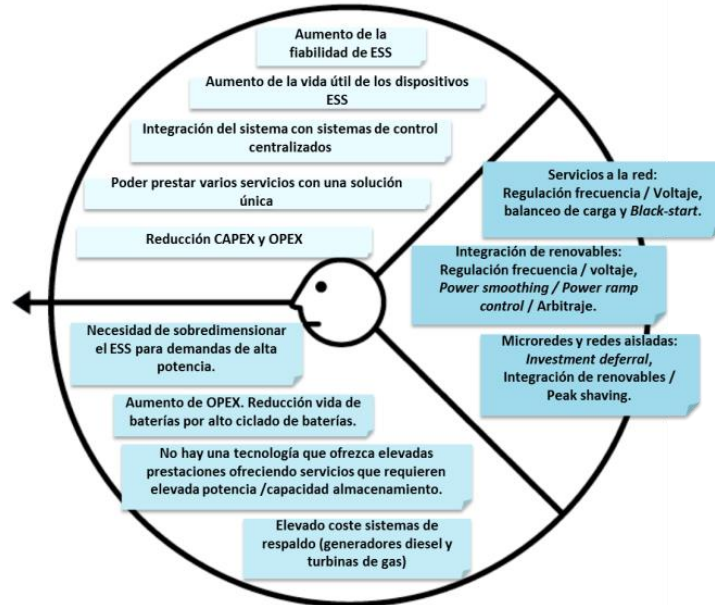 Aumento de la
fiabilidad de ESS
Aumento de la vida útil de los dispositivos
ESS
Integración del sistema con sistemas de control
centralizados
Poder prestar varios servicios con una solución
única
Reducción CAPEX y OPEX
Servicios a la red:
Regulación frecuencia / Voltaje,
balanceo de carga y Black-start.
Integración de renovables:
Regulación frecuencia / voltaje,
Power smoothing / Power ramp
control / Arbitraje.
Microredes y redes aisladas:
Investment deferral,
Integración de renovables /
Peak shaving.
Necesidad de sobredimensionar
el ESS para demandas de alta
potencia.
Aumento de OPEX. Reducción vida de
baterías por alto ciclado de baterías.
No hay una tecnología que ofrezca elevadas
prestaciones ofreciendo servicios que requieren
elevada potencia /capacidad almacenamiento.
Elevado coste sistemas de
respaldo (generadores diesel y
turbinas de gas)